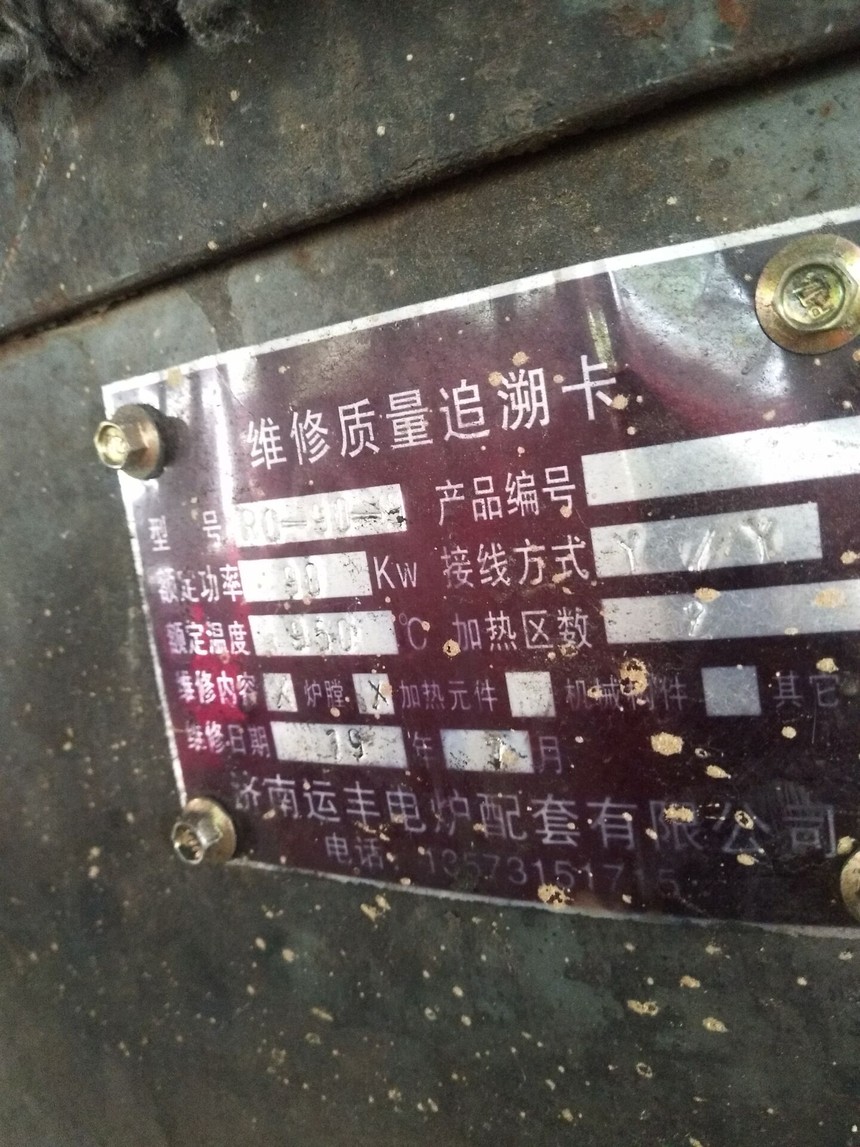 维修质量追溯卡
型号 RQ-90-9 产品编号
额定功率 90 Kw 接线方式 Y / Y
额定温度 950 ℃ 加热区数
维修内容 X 炉膛 X 加热元件 机械构件 其它
维修日期 19 年 月
济南运丰电炉配套有限公司
电话：13573151715